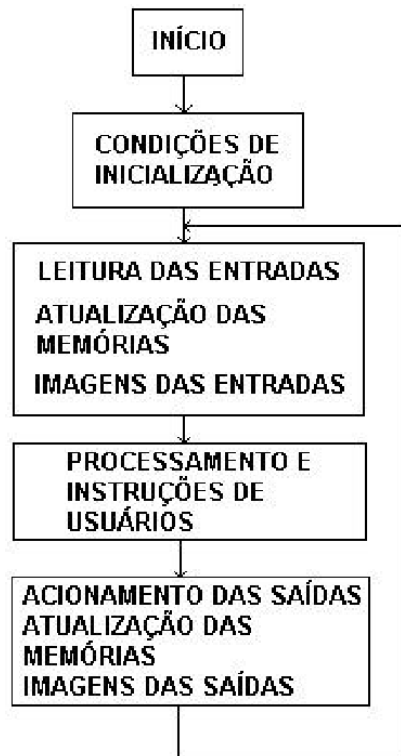 INÍCIO
CONDIÇÕES DE
INICIALIZAÇÃO
LEITURA DAS ENTRADAS
ATUALIZAÇÃO DAS
MEMÓRIAS
IMAGENS DAS ENTRADAS
PROCESSAMENTO E
INSTRUÇÕES DE
USUÁRIOS
ACIONAMENTO DAS SAÍDAS
ATUALIZAÇÃO DAS
MEMÓRIAS
IMAGENS DAS SAÍDAS